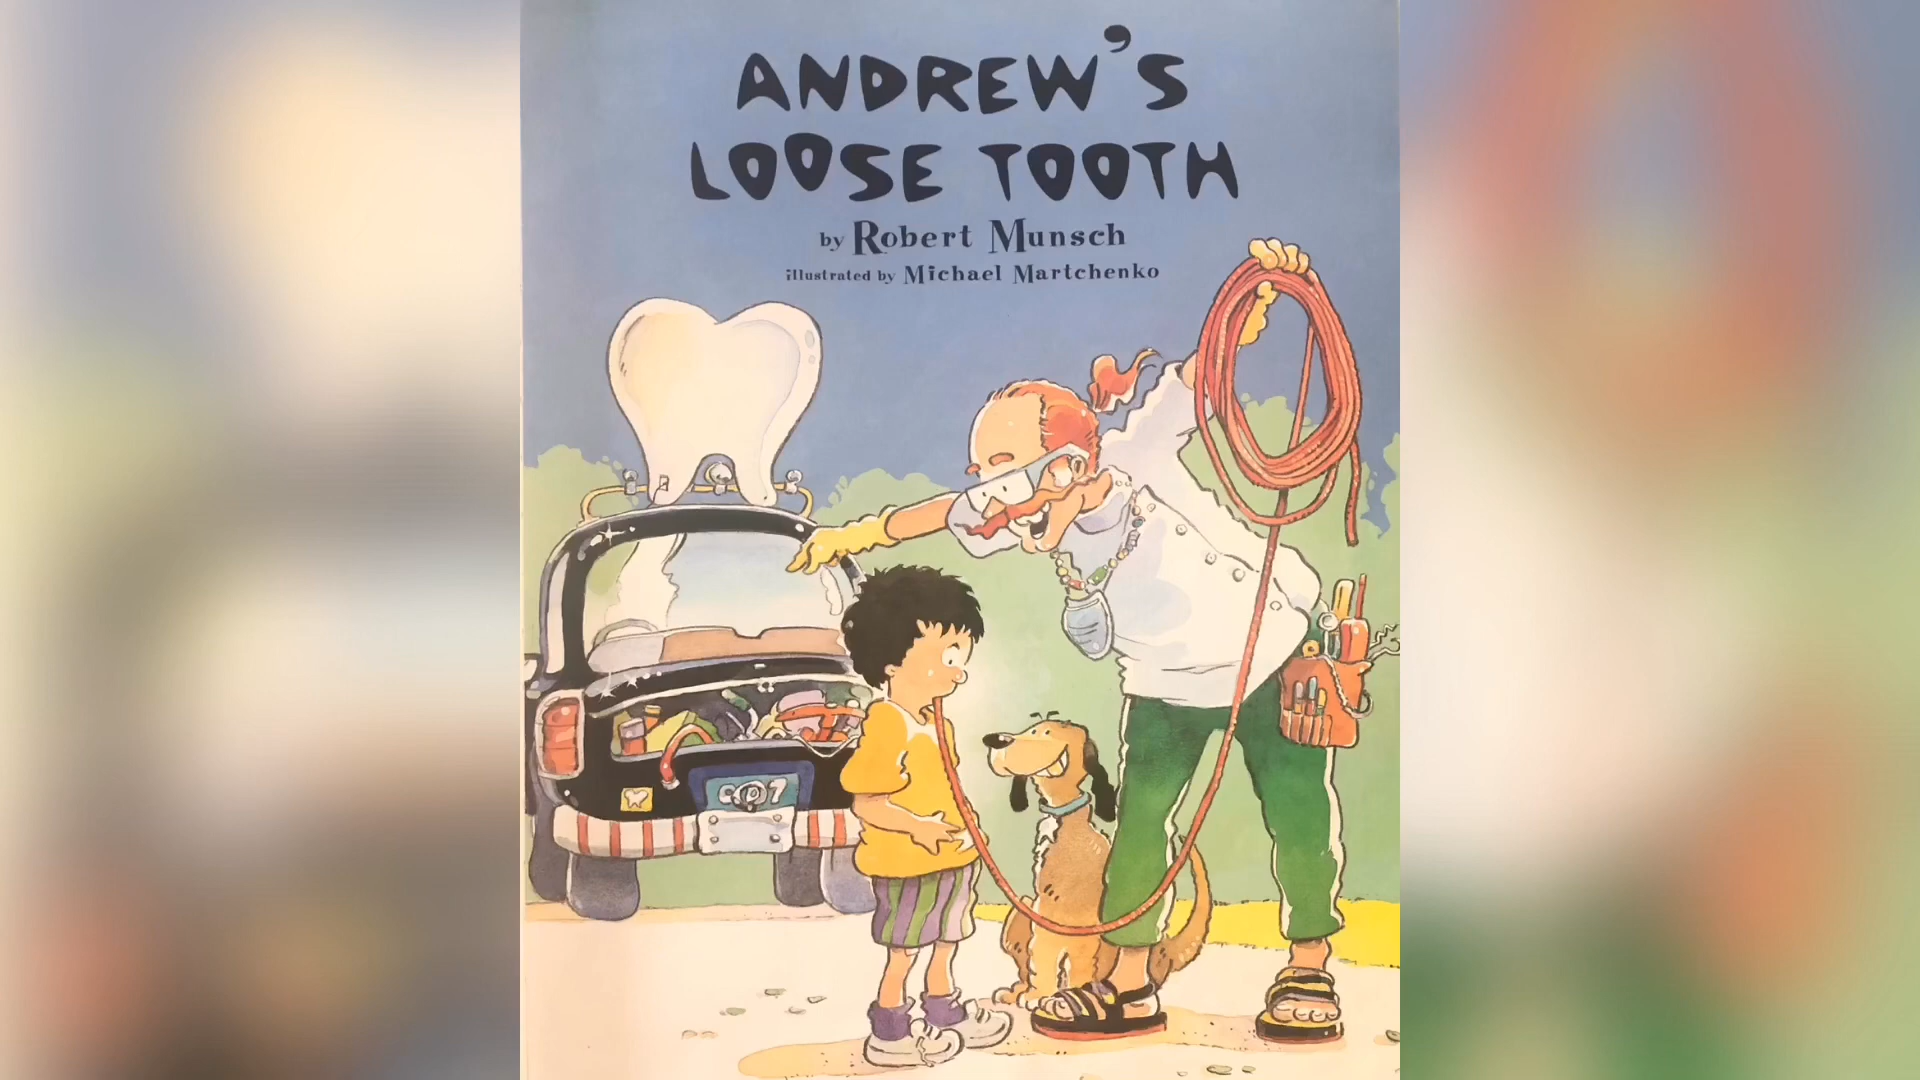 ANDREW'S
LOOSE TOOTH
by Robert Munsch
illustrated by Michael Martchenko